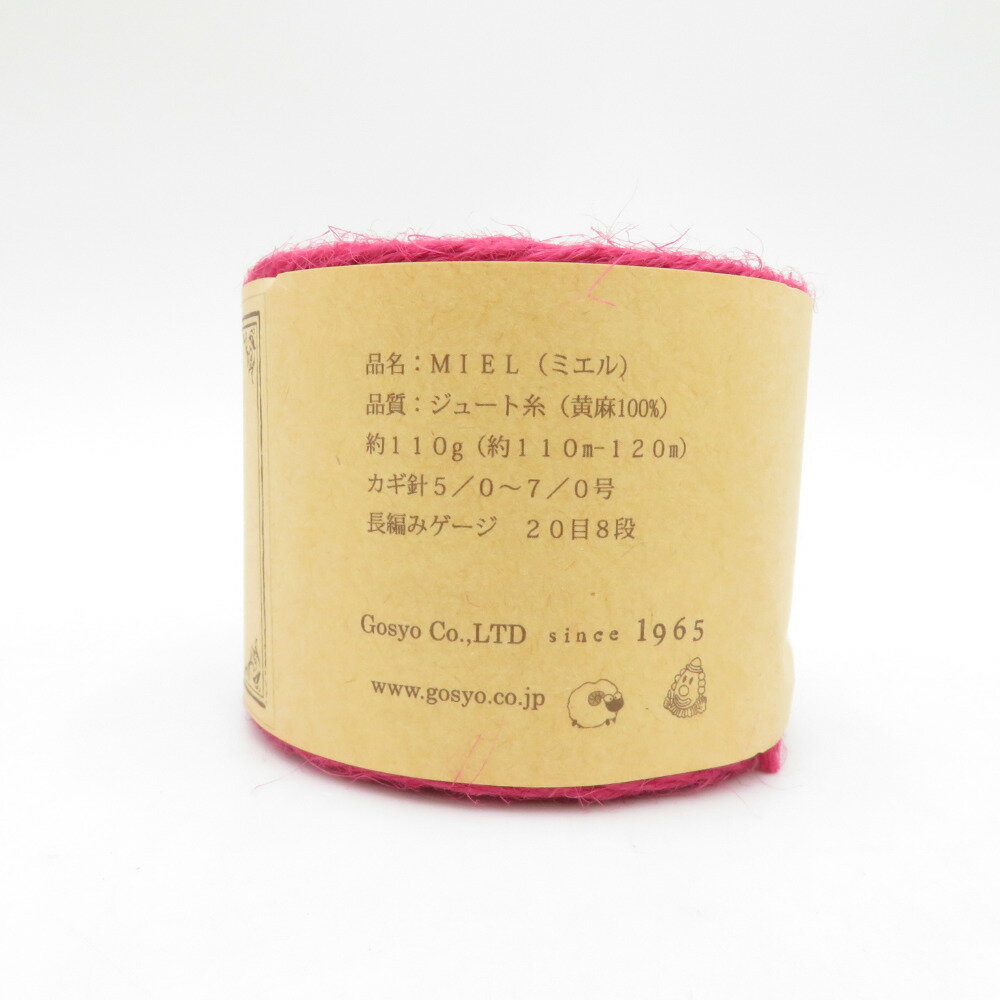 品名：ＭＩＥＬ（ミエル）
品質：ジュート糸（黄麻100%）
約１１０g（約１１０m-１２０m）
カギ針５／０～７／０号
長編みゲージ　２０目８段
Gosyo Co.,LTD since 1965
www.gosyo.co.jp